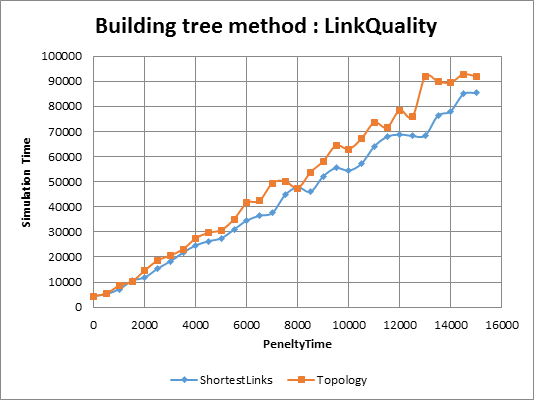 Building tree method : LinkQuality
100000
90000
80000
70000
60000
50000
40000
30000
20000
10000
0
Simulation Time
0 2000 4000 6000 8000 10000 12000 14000 16000
PeneltyTime
ShortestLinks Topology